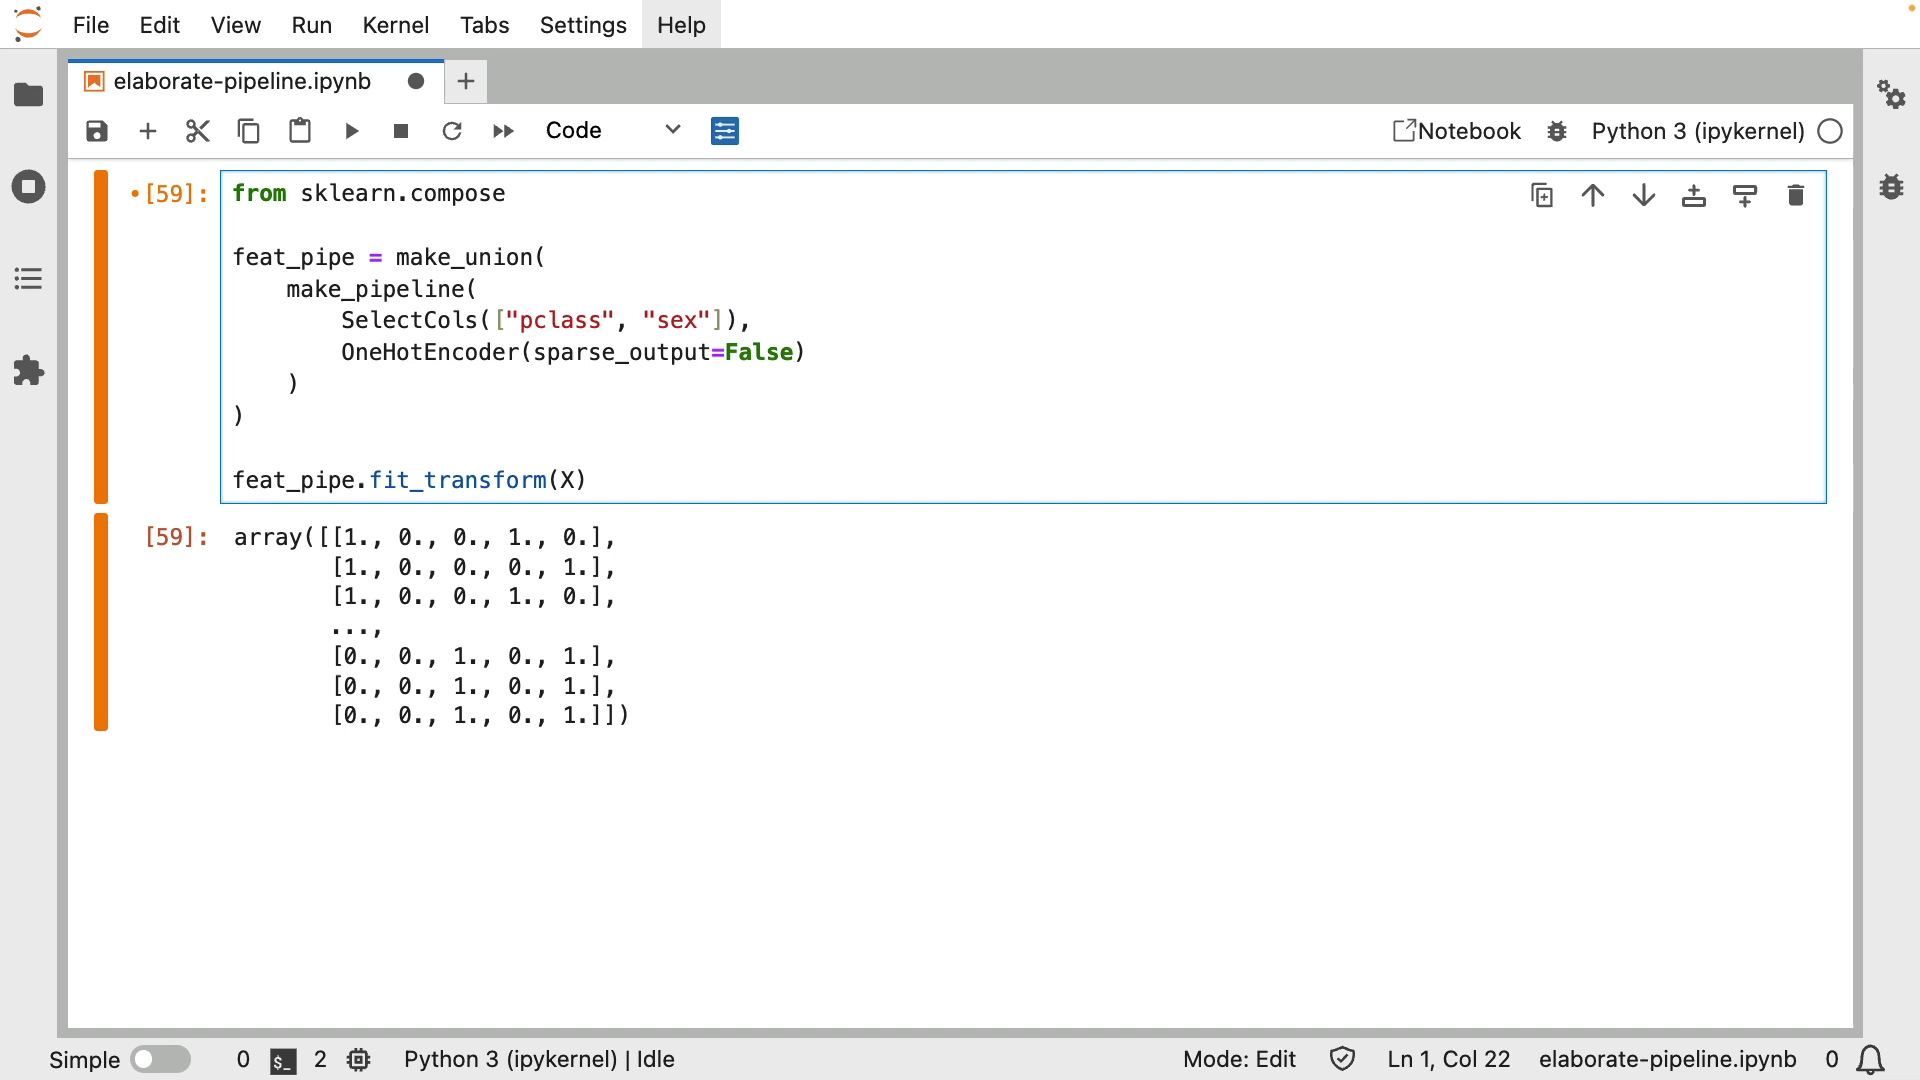 File Edit View Run Kernel Tabs Settings Help
elaborate-pipeline.ipynb
Code
Notebook
Python 3 (ipykernel)
[59]:
from sklearn.compose
feat_pipe = make_union(
make_pipeline(
SelectCols(["pclass", "sex"]),
OneHotEncoder(sparse_output=False)
)
)
feat_pipe.fit_transform(X)
[59]:
array([[1., 0., 0., 1., 0.],
[1., 0., 0., 0., 1.],
[1., 0., 0., 1., 0.],
...,
[0., 0., 1., 0., 1.],
[0., 0., 1., 0., 1.],
[0., 0., 1., 0., 1.]])
Simple 0 $_ 2 Python 3 (ipykernel) | Idle Mode: Edit Ln 1, Col 22 elaborate-pipeline.ipynb 0